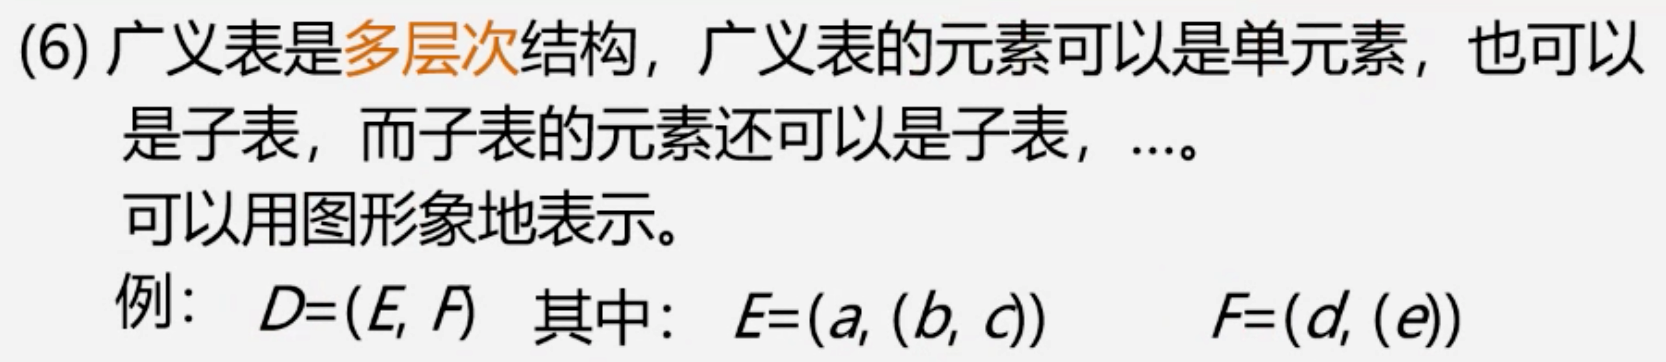 (6) 广义表是多层次结构，广义表的元素可以是单元素，也可以
是子表，而子表的元素还可以是子表，…。
可以用图形象地表示。
例： D=(E, F) 其中： E=(a, (b, c)) F=(d, (e))